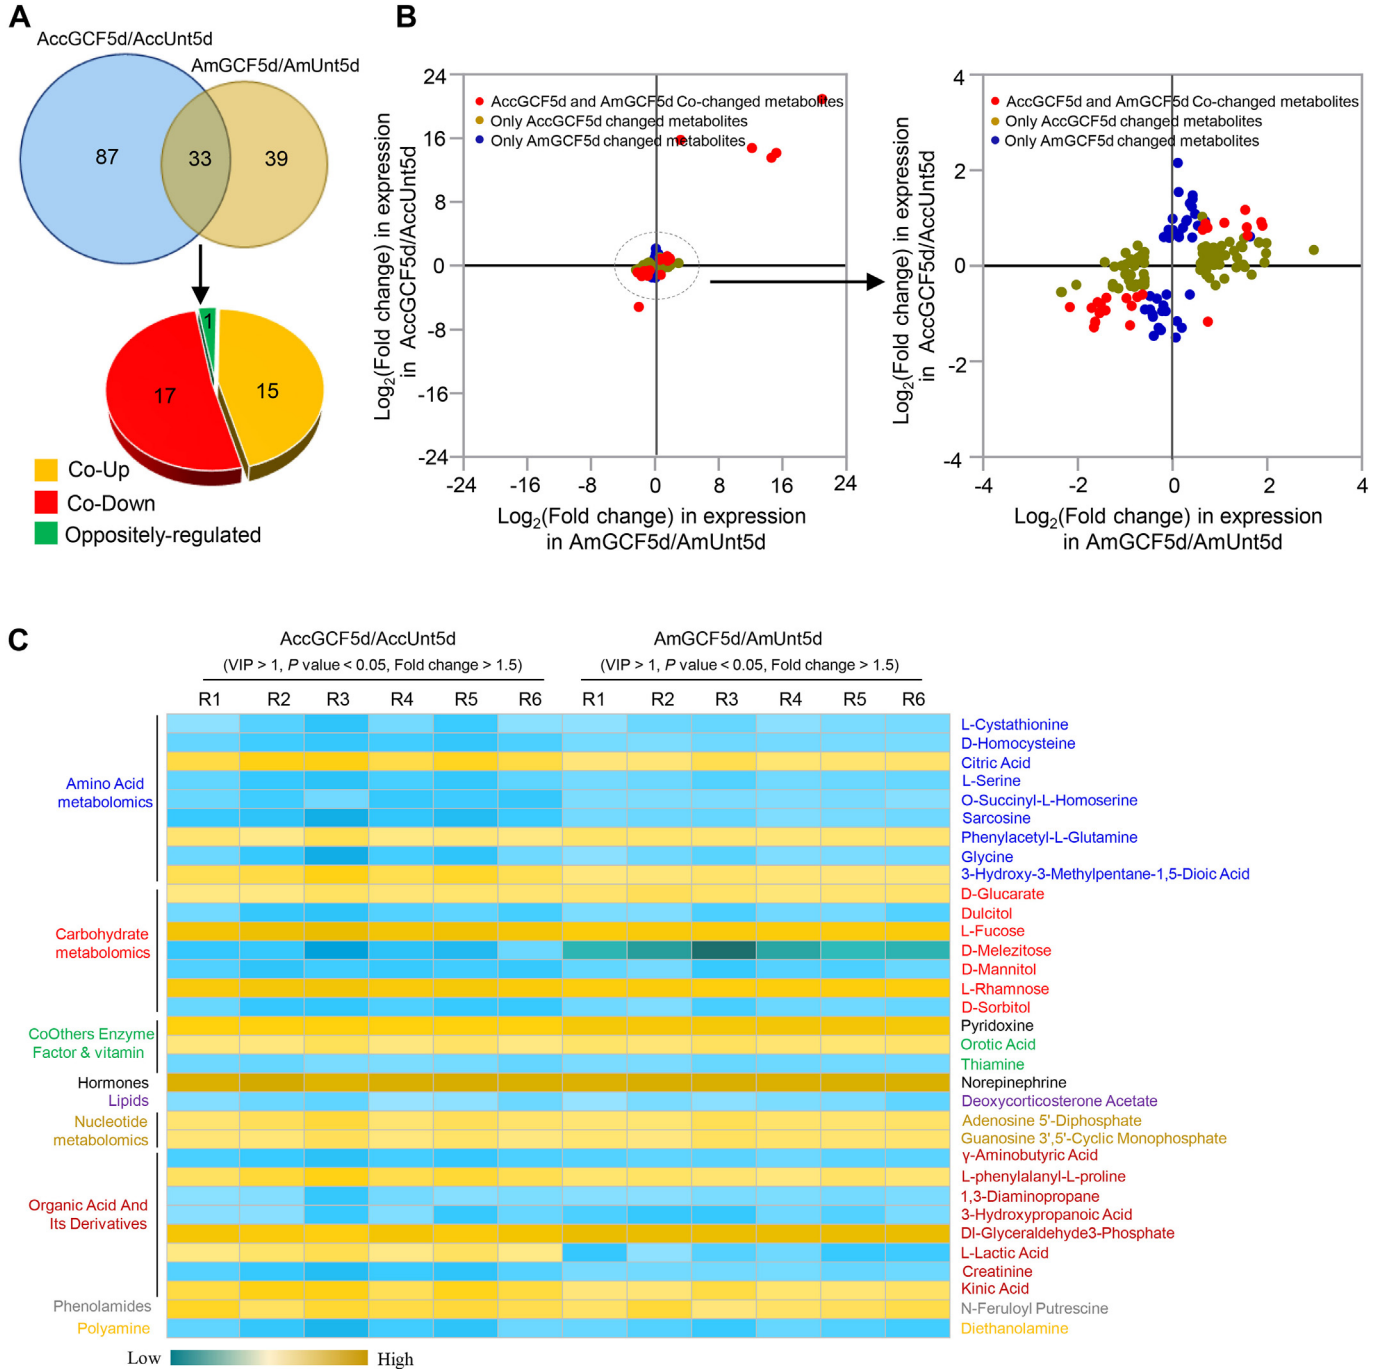 A
AccGCF5d/AccUnt5d
AmGCF5d/AmUnt5d
87
33
39
1
17
15
Co-Up
Co-Down
Oppositely-regulated
B
Log2(Fold change) in expression
in AccGCF5d/AccUnt5d
24
16
8
0
-8
-16
-24
AccGCF5d and AmGCF5d Co-changed metabolites
Only AccGCF5d changed metabolites
Only AmGCF5d changed metabolites
-24 -16 -8 0 8 16 24
Log2(Fold change) in expression
in AmGCF5d/AmUnt5d
Log2(Fold change) in expression
in AccGCF5d/AccUnt5d
4
2
0
-2
-4
AccGCF5d and AmGCF5d Co-changed metabolites
Only AccGCF5d changed metabolites
Only AmGCF5d changed metabolites
-4 -2 0 2 4
Log2(Fold change) in expression
in AmGCF5d/AmUnt5d
C
AccGCF5d/AccUnt5d
(VIP > 1, P value < 0.05, Fold change > 1.5)
AmGCF5d/AmUnt5d
(VIP > 1, P value < 0.05, Fold change > 1.5)
R1 R2 R3 R4 R5 R6 R1 R2 R3 R4 R5 R6
Amino Acid
metabolomics
Carbohydrate
metabolomics
CoOthers Enzyme
Factor & vitamin
Hormones
Lipids
Nucleotide
metabolomics
Organic Acid And
Its Derivatives
Phenolamides
Polyamine
L-Cystathionine
D-Homocysteine
Citric Acid
L-Serine
O-Succinyl-L-Homoserine
Sarcosine
Phenylacetyl-L-Glutamine
Glycine
3-Hydroxy-3-Methylpentane-1,5-Dioic Acid
D-Glucarate
Dulcitol
L-Fucose
D-Melezitose
D-Mannitol
L-Rhamnose
D-Sorbitol
Pyridoxine
Orotic Acid
Thiamine
Norepinephrine
Deoxycorticosterone Acetate
Adenosine 5'-Diphosphate
Guanosine 3',5'-Cyclic Monophosphate
γ-Aminobutyric Acid
L-phenylalanyl-L-proline
1,3-Diaminopropane
3-Hydroxypropanoic Acid
Dl-Glyceraldehyde3-Phosphate
L-Lactic Acid
Creatinine
Kinic Acid
N-Feruloyl Putrescine
Diethanolamine
Low High